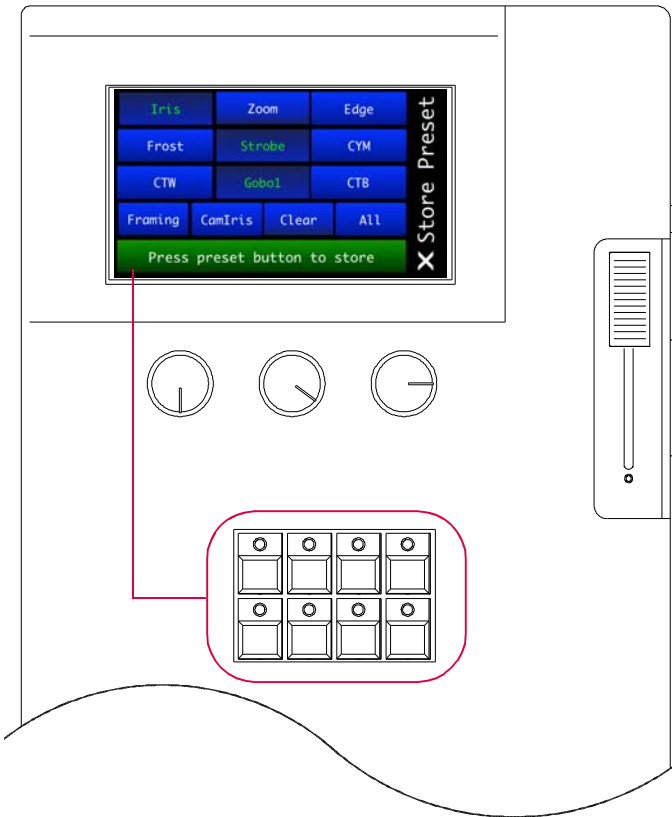 Iris Zoom Edge
Frost Strobe CYM
CTW Gobo1 CTB
Framing CamIris Clear All
Press preset button to store
X Store Preset